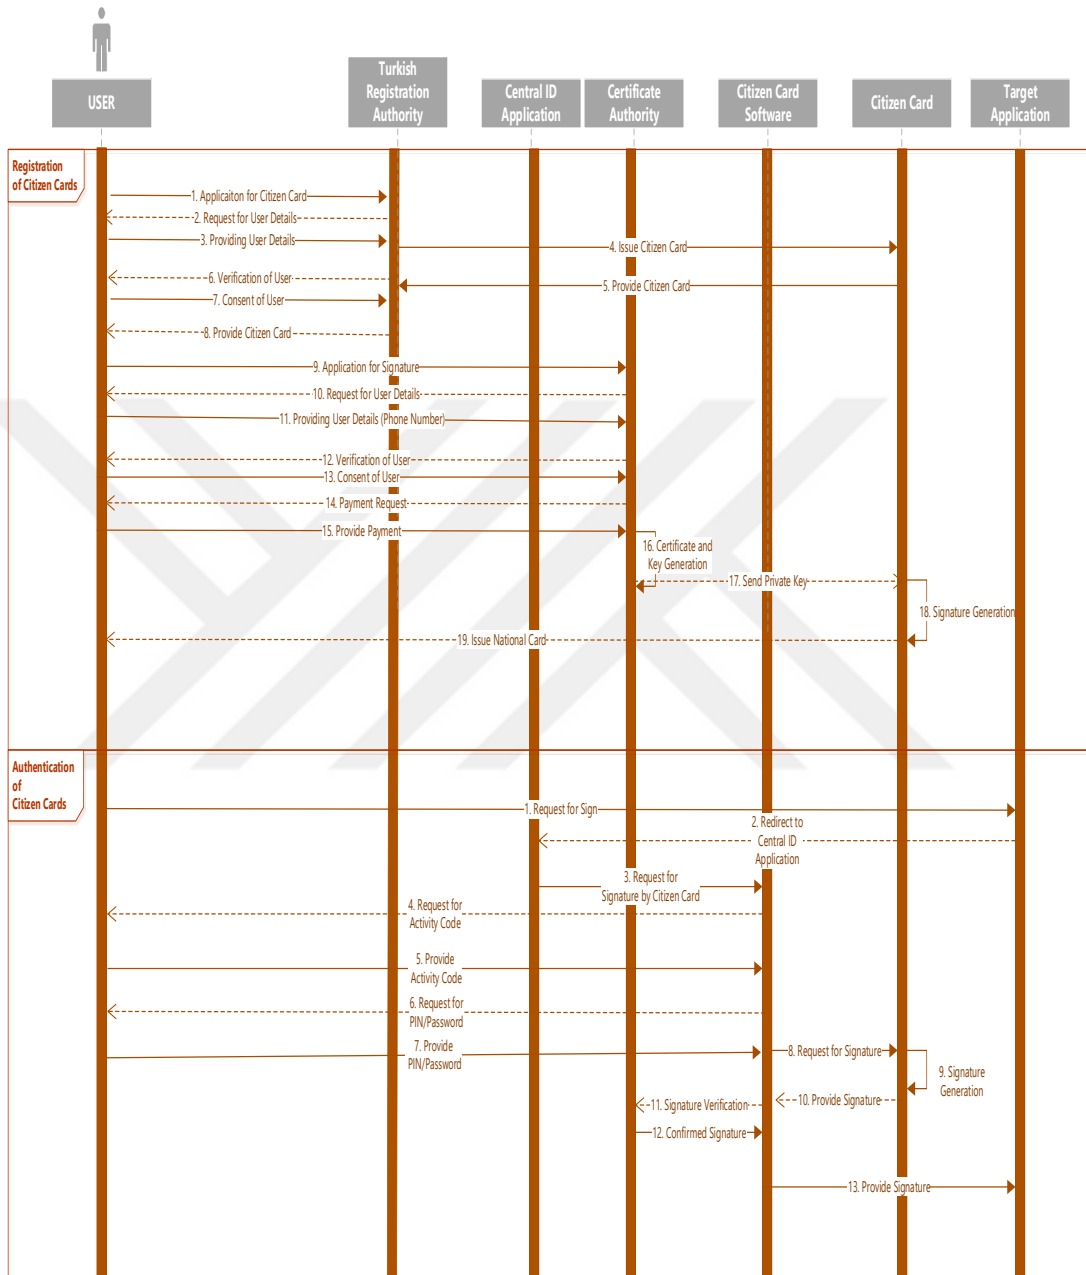 USER
Turkish
Registration
Authority
Central ID
Application
Certificate
Authority
Citizen Card
Software
Citizen Card
Target
Application
Registration
of Citizen Cards
1. Applicaiton for Citizen Card
2. Request for User Details
3. Providing User Details
4. Issue Citizen Card
6. Verification of User
5. Provide Citizen Card
7. Consent of User
8. Provide Citizen Card
9. Application for Signature
10. Request for User Details
11. Providing User Details (Phone Number)
12. Verification of User
13. Consent of User
14. Payment Request
15. Provide Payment
16. Certificate and
Key Generation
17. Send Private Key
18. Signature Generation
19. Issue National Card
Authentication
of
Citizen Cards
1. Request for Sign
2. Redirect to
Central ID
Application
3. Request for
Signature by Citizen Card
4. Request for
Activity Code
5. Provide
Activity Code
6. Request for
PIN/Password
7. Provide
PIN/Password
8. Request for Signature
9. Signature
Generation
10. Provide Signature
11. Signature Verification
12. Confirmed Signature
13. Provide Signature